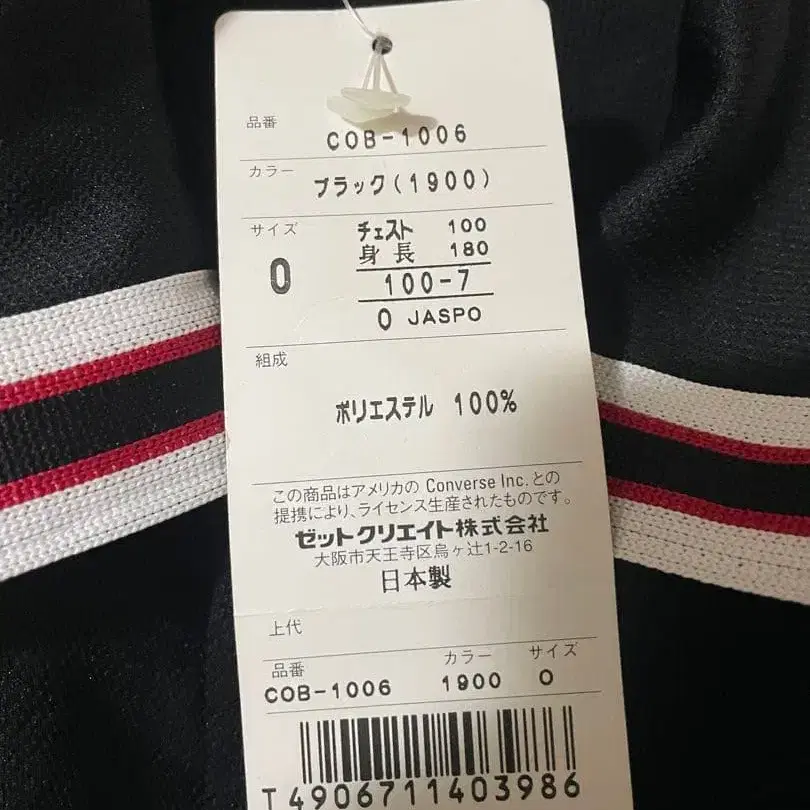 品番
COB-1006
カラー
ブラック(1900)
サイズ
チェスト 100
身長 180
O
100-7
O JASPO
組成
ポリエステル 100%
この商品はアメリカの Converse Inc. との
提携により、ライセンス生産されたものです。
ゼットクリエイト株式会社
大阪市天王寺区烏ヶ辻1-2-16
日本製
上代
品番 カラー サイズ
COB-1006 1900 O
T4906711403986